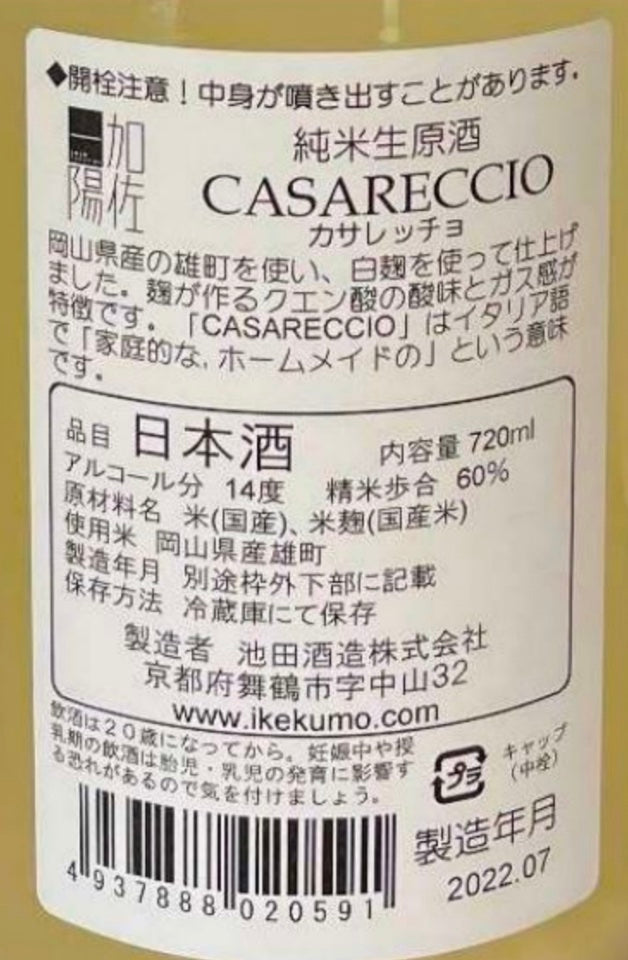 ◆開栓注意！中身が噴き出すことがあります。
加佐
一陽
純米生原酒
CASARECCIO
カサレッチョ
岡山県産の雄町を使い、白麹を使って仕上げ
ました。麹が作るクエン酸の酸味とガス感が
特徴です。「CASARECCIO」はイタリア語
で「家庭的な,ホームメイドの」という意味
です。
品目 日本酒 内容量 720ml
アルコール分 14度 精米歩合 60%
原材料名 米(国産)、米麹(国産米)
使用米 岡山県産雄町
製造年月 別途枠外下部に記載
保存方法 冷蔵庫にて保存
製造者 池田酒造株式会社
京都府舞鶴市字中山32
www.ikekumo.com
飲酒は20歳になってから。妊娠中や授
乳期の飲酒は胎児・乳児の発育に影響す
る恐れがあるので気を付けましょう。
プラ
キャップ
(中栓)
製造年月
2022.07
4 937888 020591